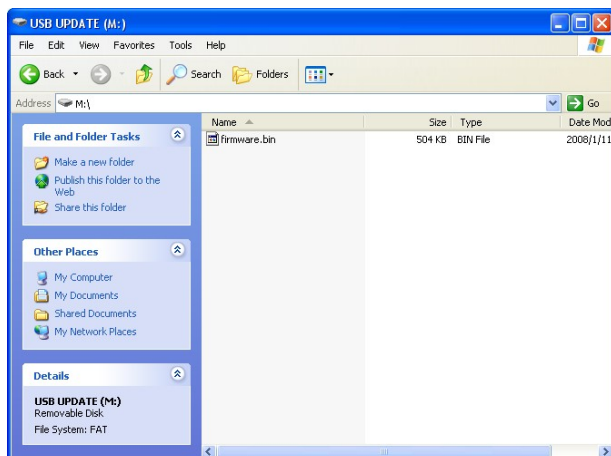 USB UPDATE (M:)
File Edit View Favorites Tools Help
Back Search Folders
Address M:\ Go
Name Size Type Date Mod
firmware.bin 504 KB BIN File 2008/1/11
File and Folder Tasks
Make a new folder
Publish this folder to the
Web
Share this folder
Other Places
My Computer
My Documents
Shared Documents
My Network Places
Details
USB UPDATE (M:)
Removable Disk
File System: FAT